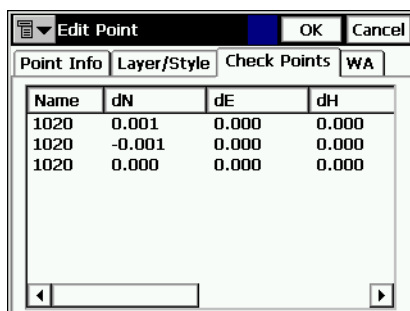 Edit Point OK Cancel
Point Info Layer/Style Check Points WA
Name dN dE dH
1020 0.001 0.000 0.000
1020 -0.001 0.000 0.000
1020 0.000 0.000 0.000